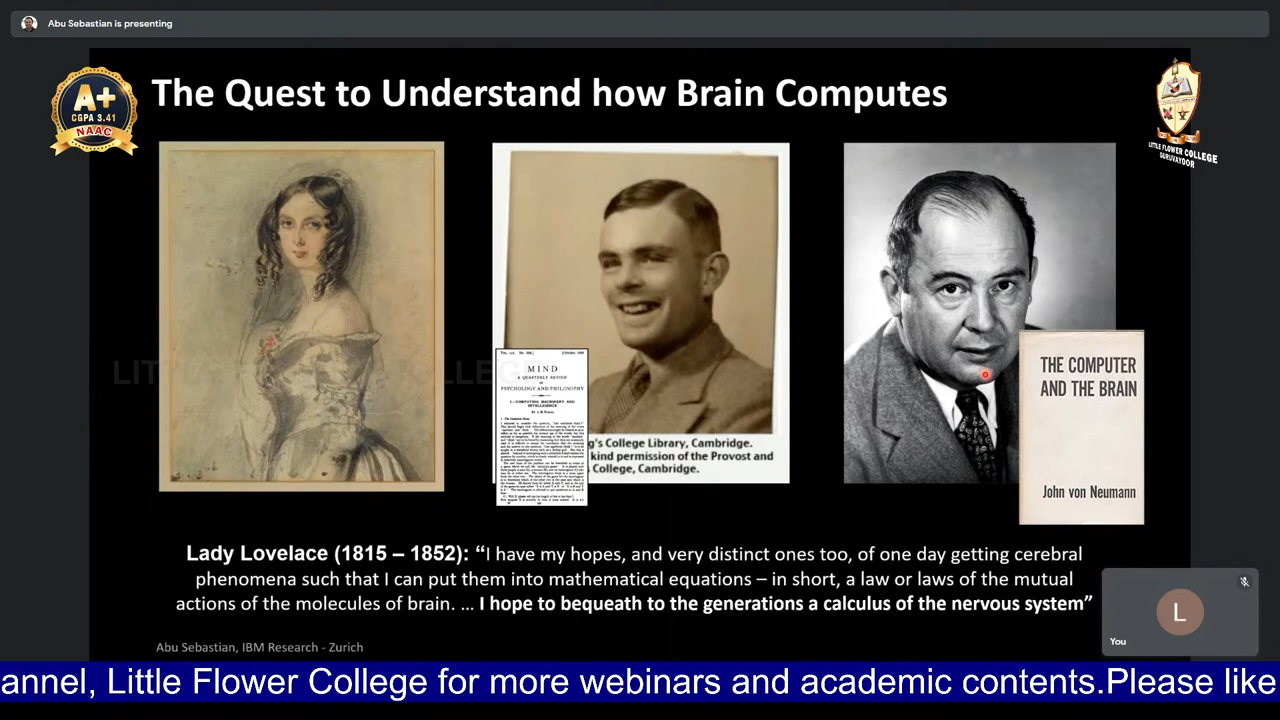 Abu Sebastian is presenting
A+
CGPA 3.41
NAAC
The Quest to Understand how Brain Computes
LITTLE FLOWER COLLEGE
GURUVAYOOR
MIND
A QUARTERLY REVIEW
OF
PSYCHOLOGY AND PHILOSOPHY
I.—COMPUTING MACHINERY AND
INTELLIGENCE
g's College Library, Cambridge.
kind permission of the Provost and
College, Cambridge.
THE COMPUTER
AND THE BRAIN
John von Neumann
Lady Lovelace (1815 – 1852): “I have my hopes, and very distinct ones too, of one day getting cerebral
phenomena such that I can put them into mathematical equations – in short, a law or laws of the mutual
actions of the molecules of brain. … I hope to bequeath to the generations a calculus of the nervous system”
L
You
Abu Sebastian, IBM Research - Zurich
annel, Little Flower College for more webinars and academic contents.Please like